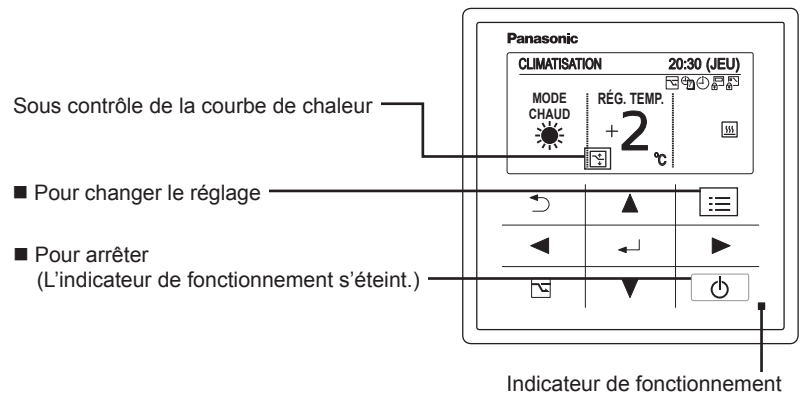 Panasonic
CLIMATISATION 20:30 (JEU)
MODE RÉG. TEMP.
CHAUD
+2
°C
Sous contrôle de la courbe de chaleur
■ Pour changer le réglage
■ Pour arrêter
(L'indicateur de fonctionnement s'éteint.)
Indicateur de fonctionnement